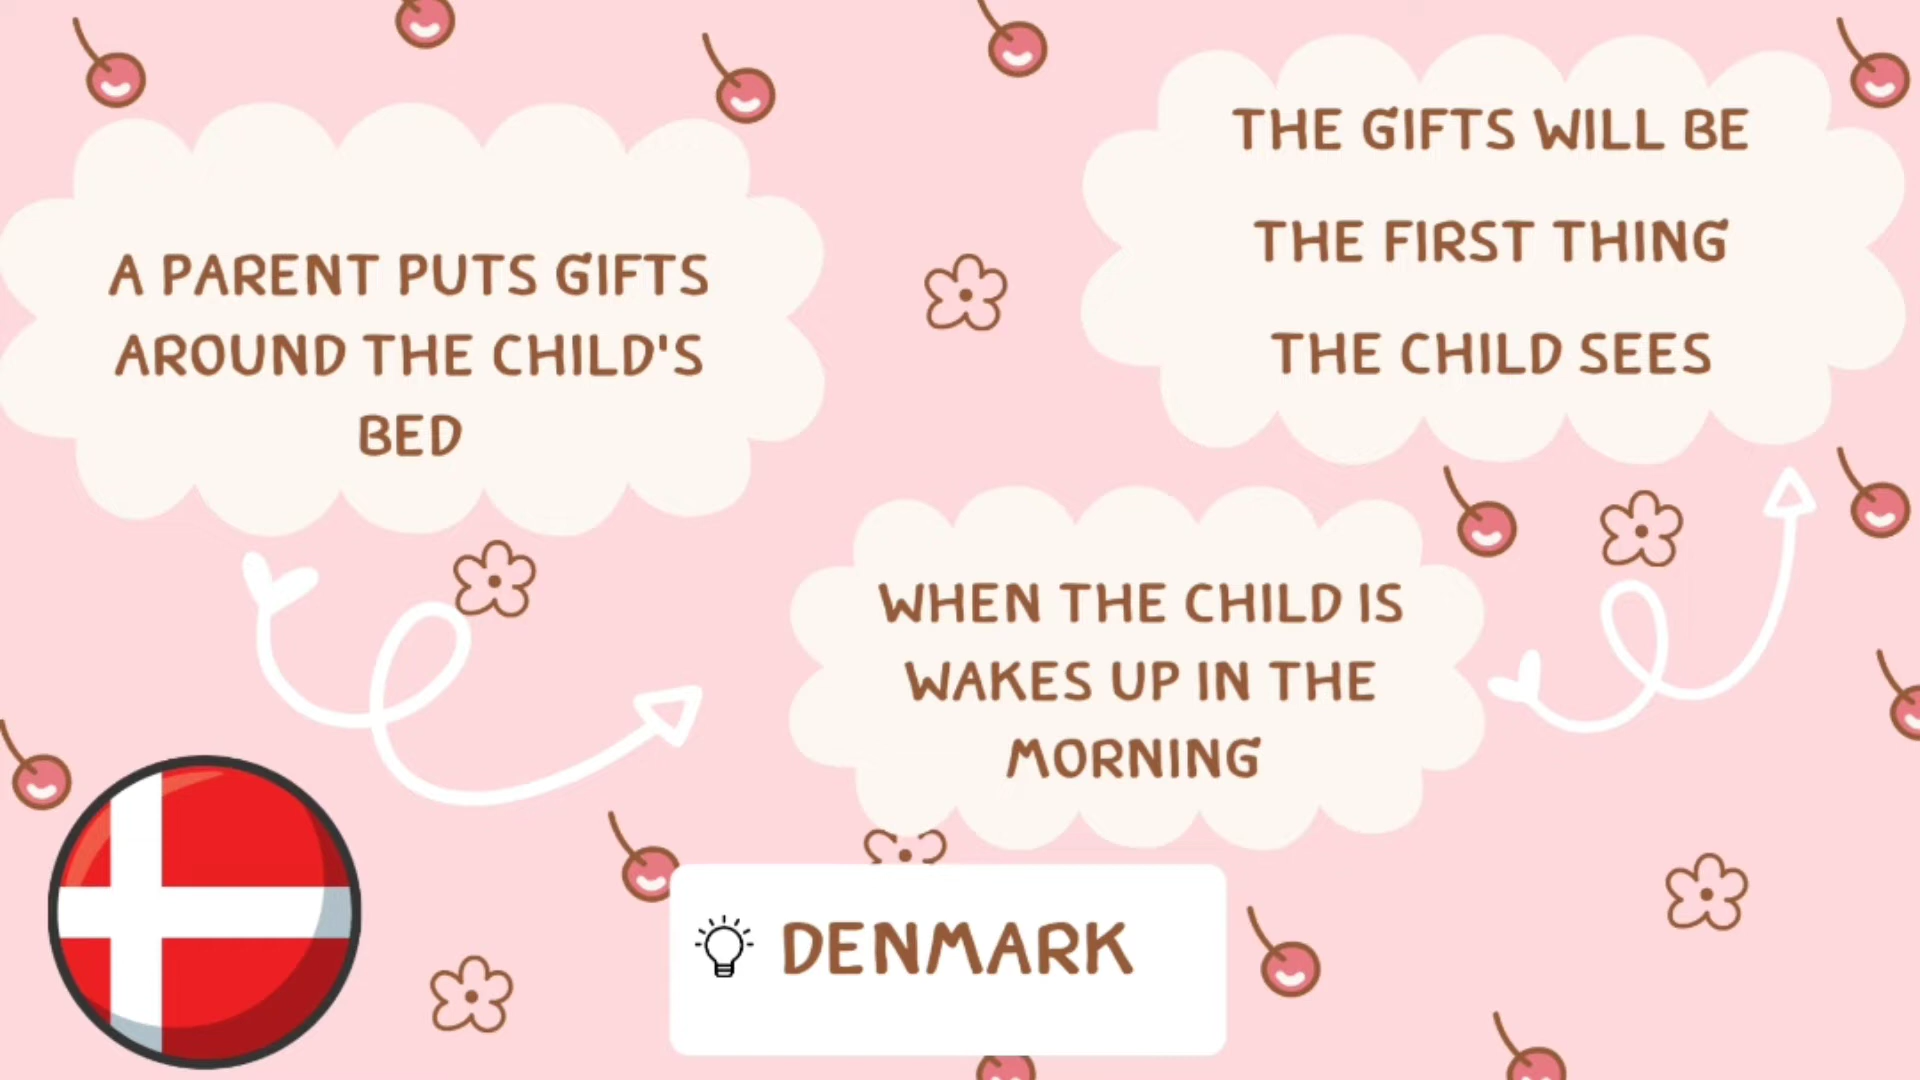 A PARENT PUTS GIFTS
AROUND THE CHILD'S
BED
WHEN THE CHILD IS
WAKES UP IN THE
MORNING
THE GIFTS WILL BE
THE FIRST THING
THE CHILD SEES
DENMARK